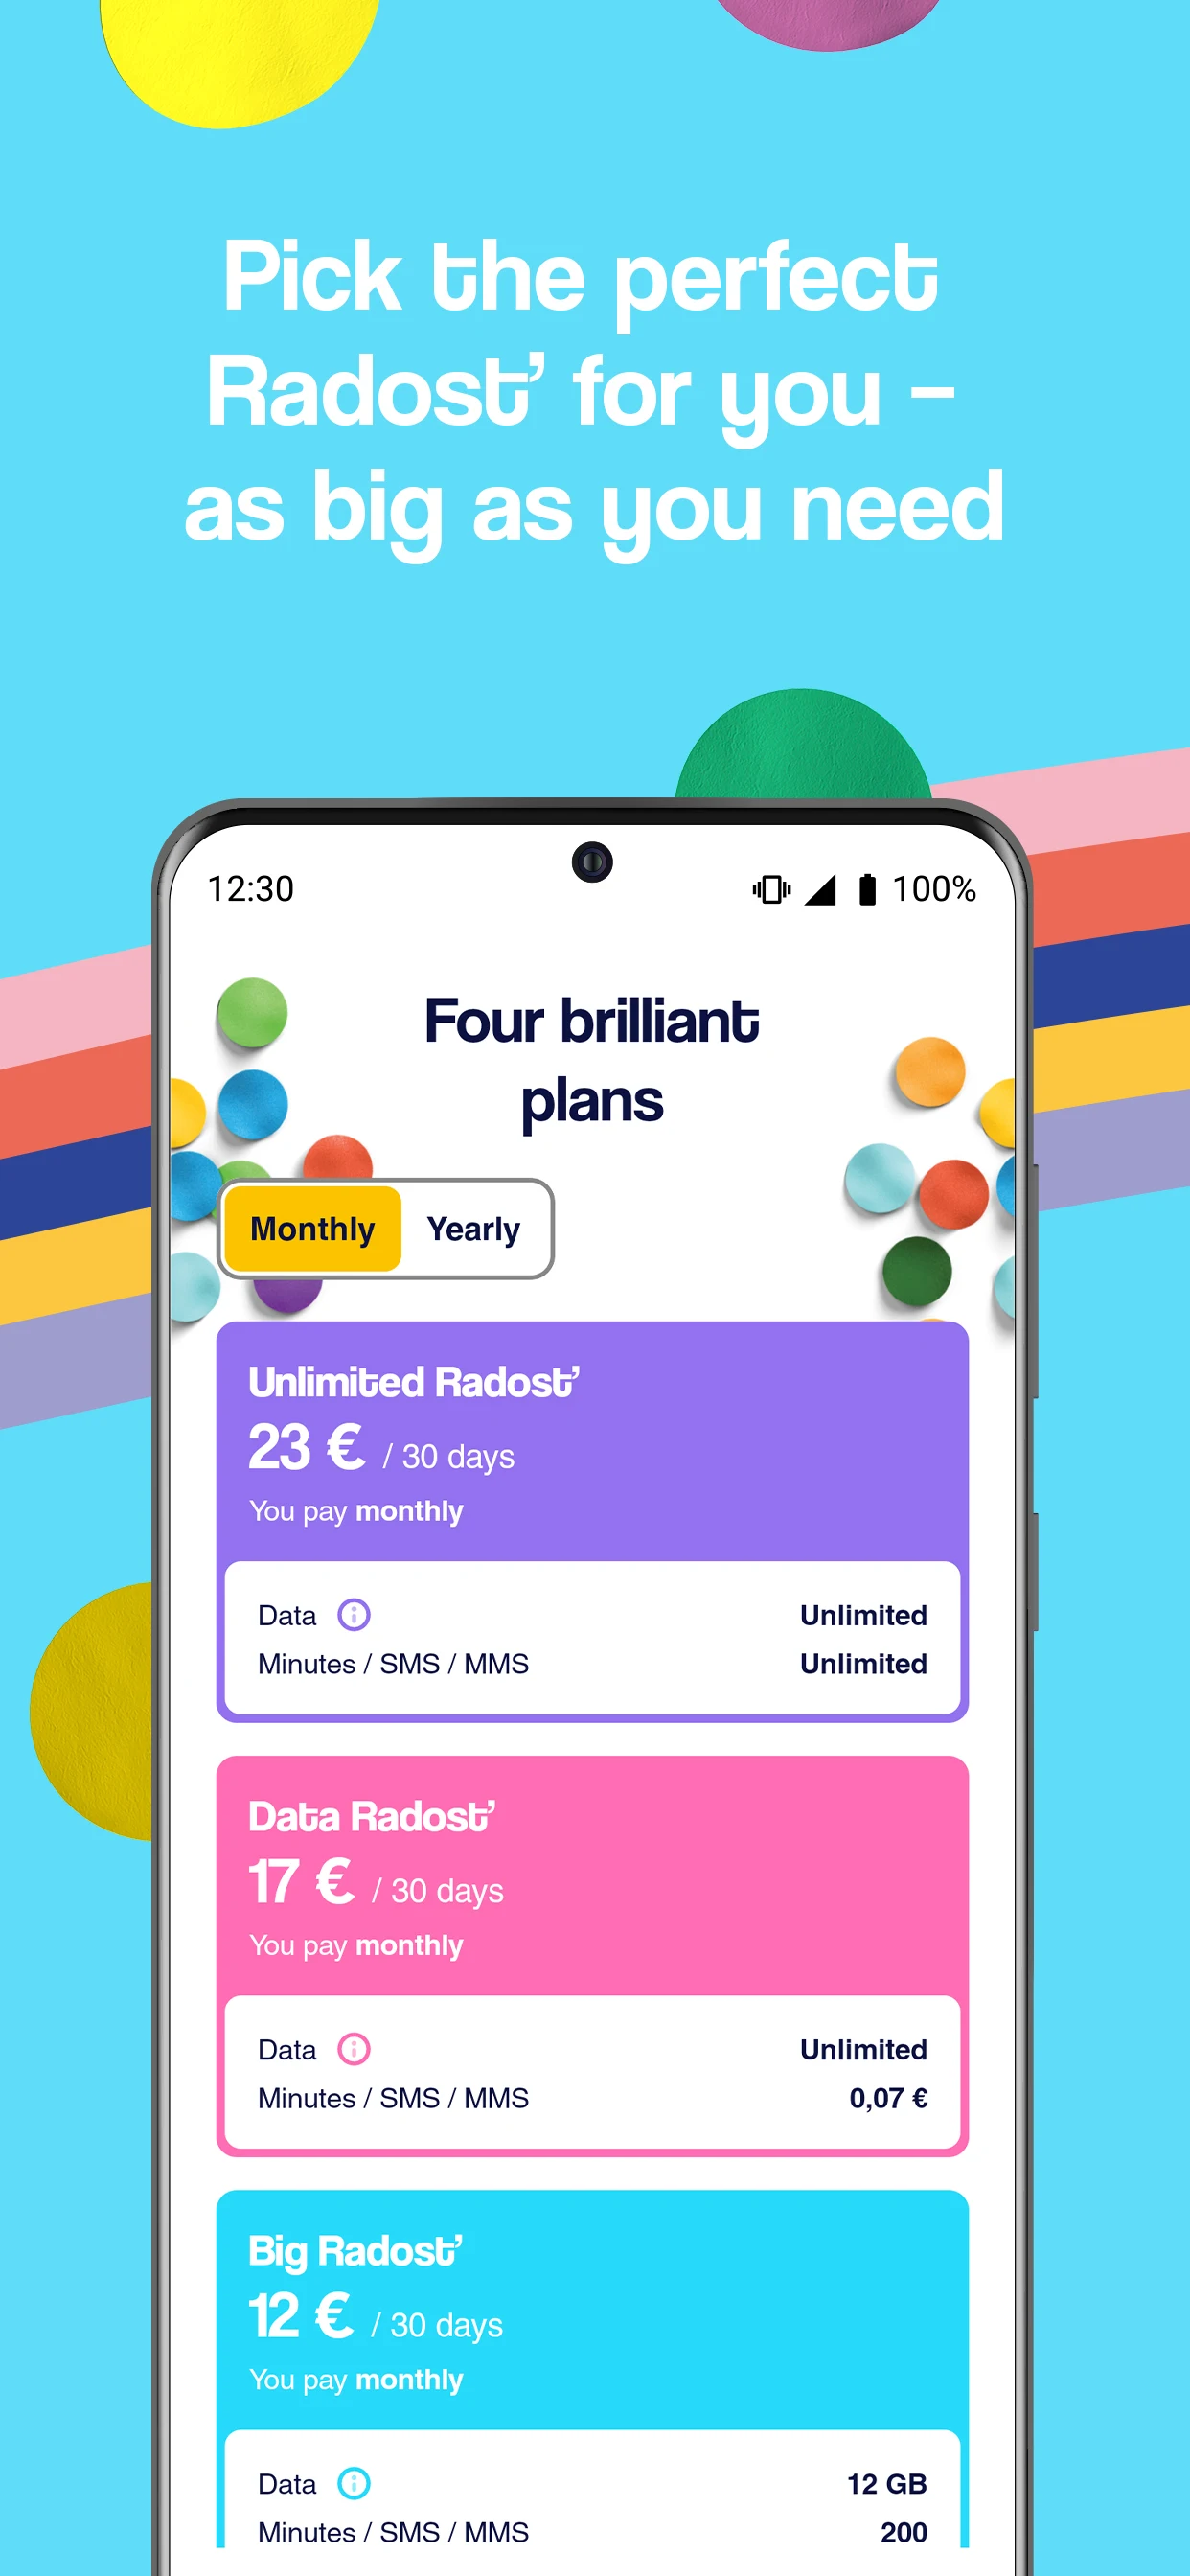 Pick the perfect
Radosť for you –
as big as you need
12:30
100%
Four brilliant
plans
Monthly Yearly
Unlimited Radosť
23 € / 30 days
You pay monthly
Data Unlimited
Minutes / SMS / MMS Unlimited
Data Radosť
17 € / 30 days
You pay monthly
Data Unlimited
Minutes / SMS / MMS 0,07 €
Big Radosť
12 € / 30 days
You pay monthly
Data 12 GB
Minutes / SMS / MMS 200